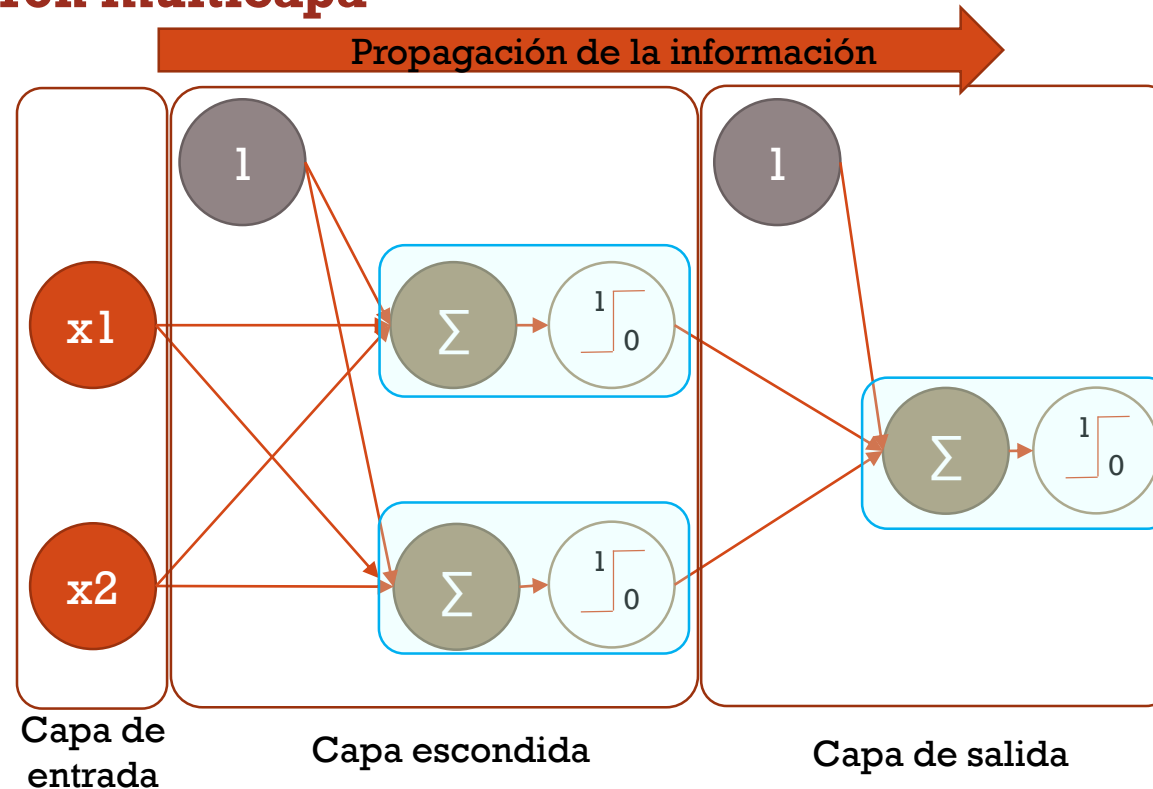 multicapa
Propagación de la información
1
1
x1
∑
1
0
∑
1
0
x2
∑
1
0
Capa de
entrada
Capa escondida
Capa de salida